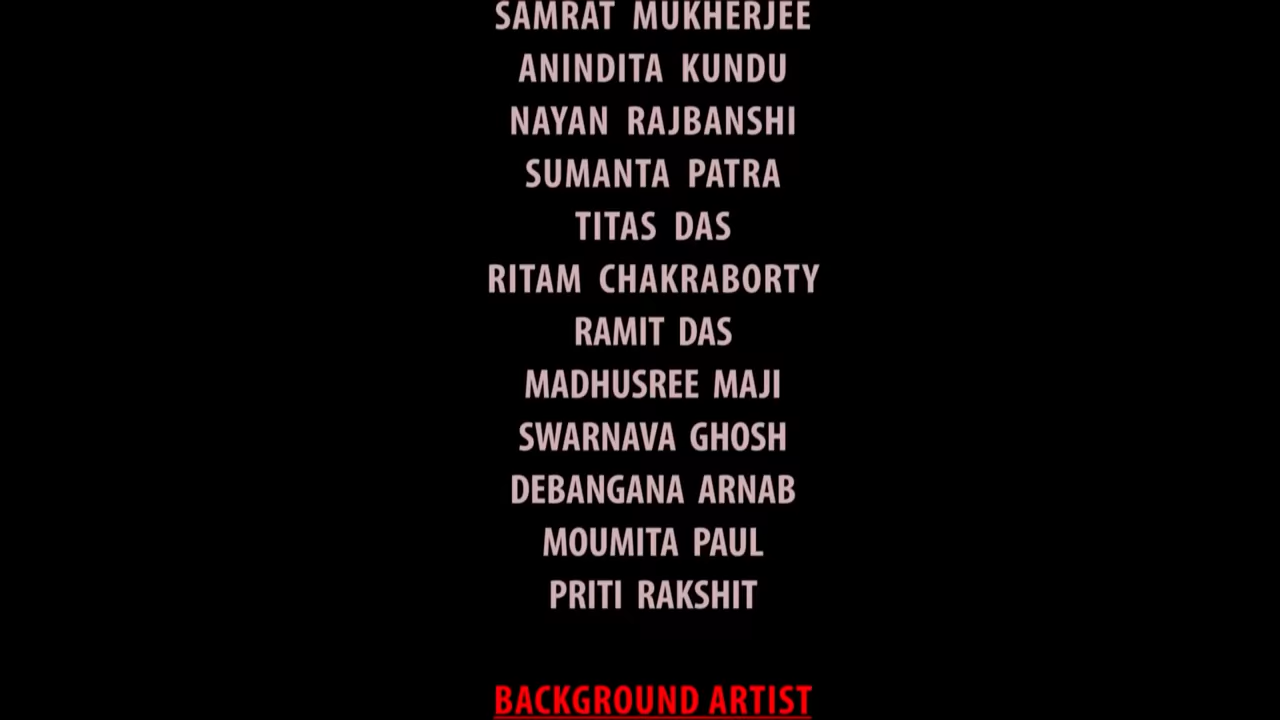 SAMRAT MUKHERJEE
ANINDITA KUNDU
NAYAN RAJBANSHI
SUMANTA PATRA
TITAS DAS
RITAM CHAKRABORTY
RAMIT DAS
MADHUSREE MAJI
SWARNAVA GHOSH
DEBANGANA ARNAB
MOUMITA PAUL
PRITI RAKSHIT
BACKGROUND ARTIST